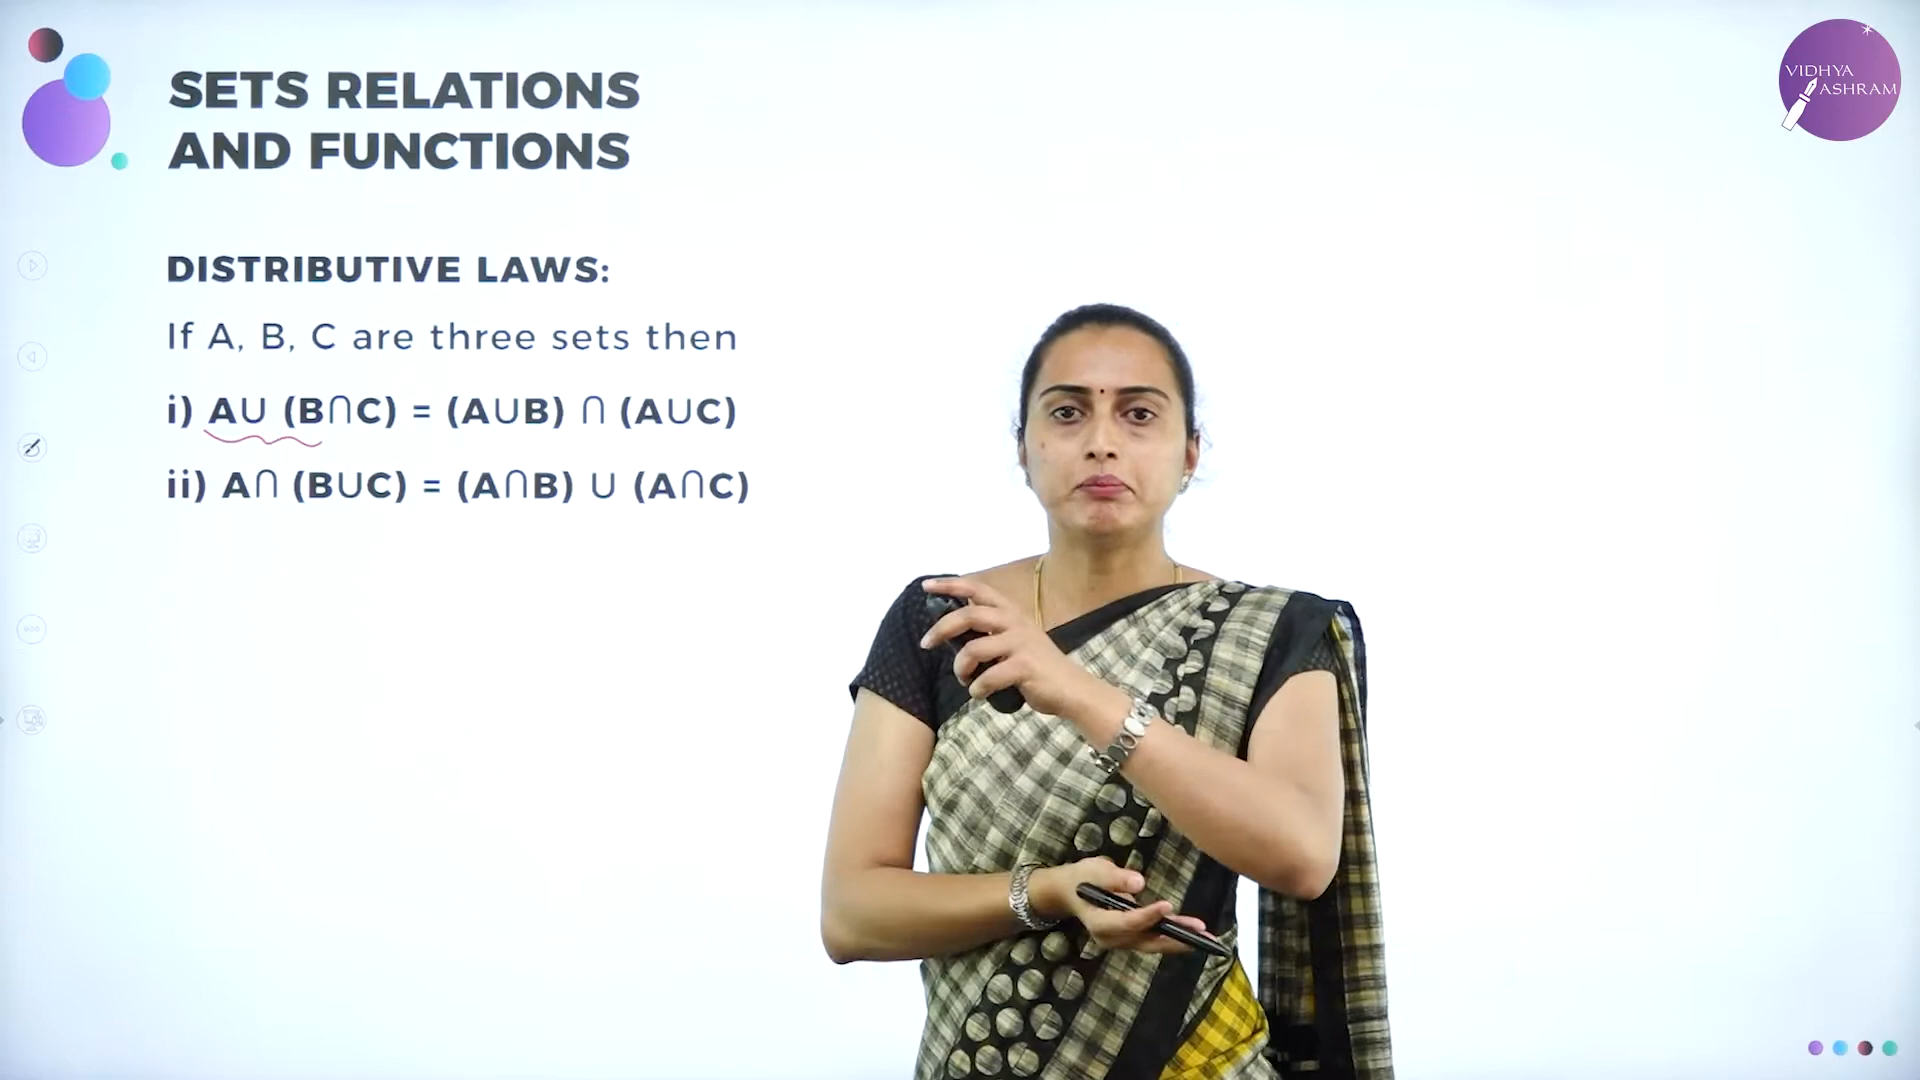 SETS RELATIONS
AND FUNCTIONS
VIDHYA
ASHRAM
DISTRIBUTIVE LAWS:
If A, B, C are three sets then
i) A∪ (B∩C) = (A∪B) ∩ (A∪C)
ii) A∩ (B∪C) = (A∩B) ∪ (A∩C)